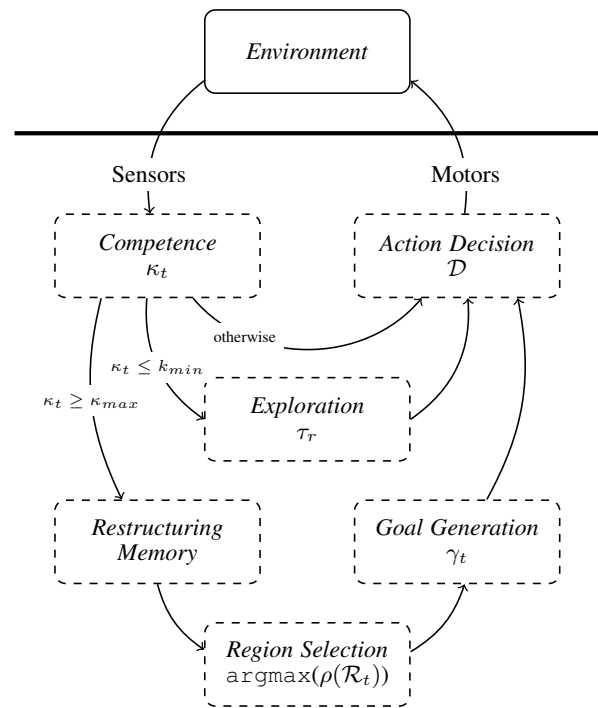 Environment
Sensors
Motors
Competence
κ_t
Action Decision
𝒟
otherwise
κ_t ≤ k_min
κ_t ≥ κ_max
Exploration
τ_r
Restructuring
Memory
Goal Generation
γ_t
Region Selection
argmax(ρ(ℛ_t))